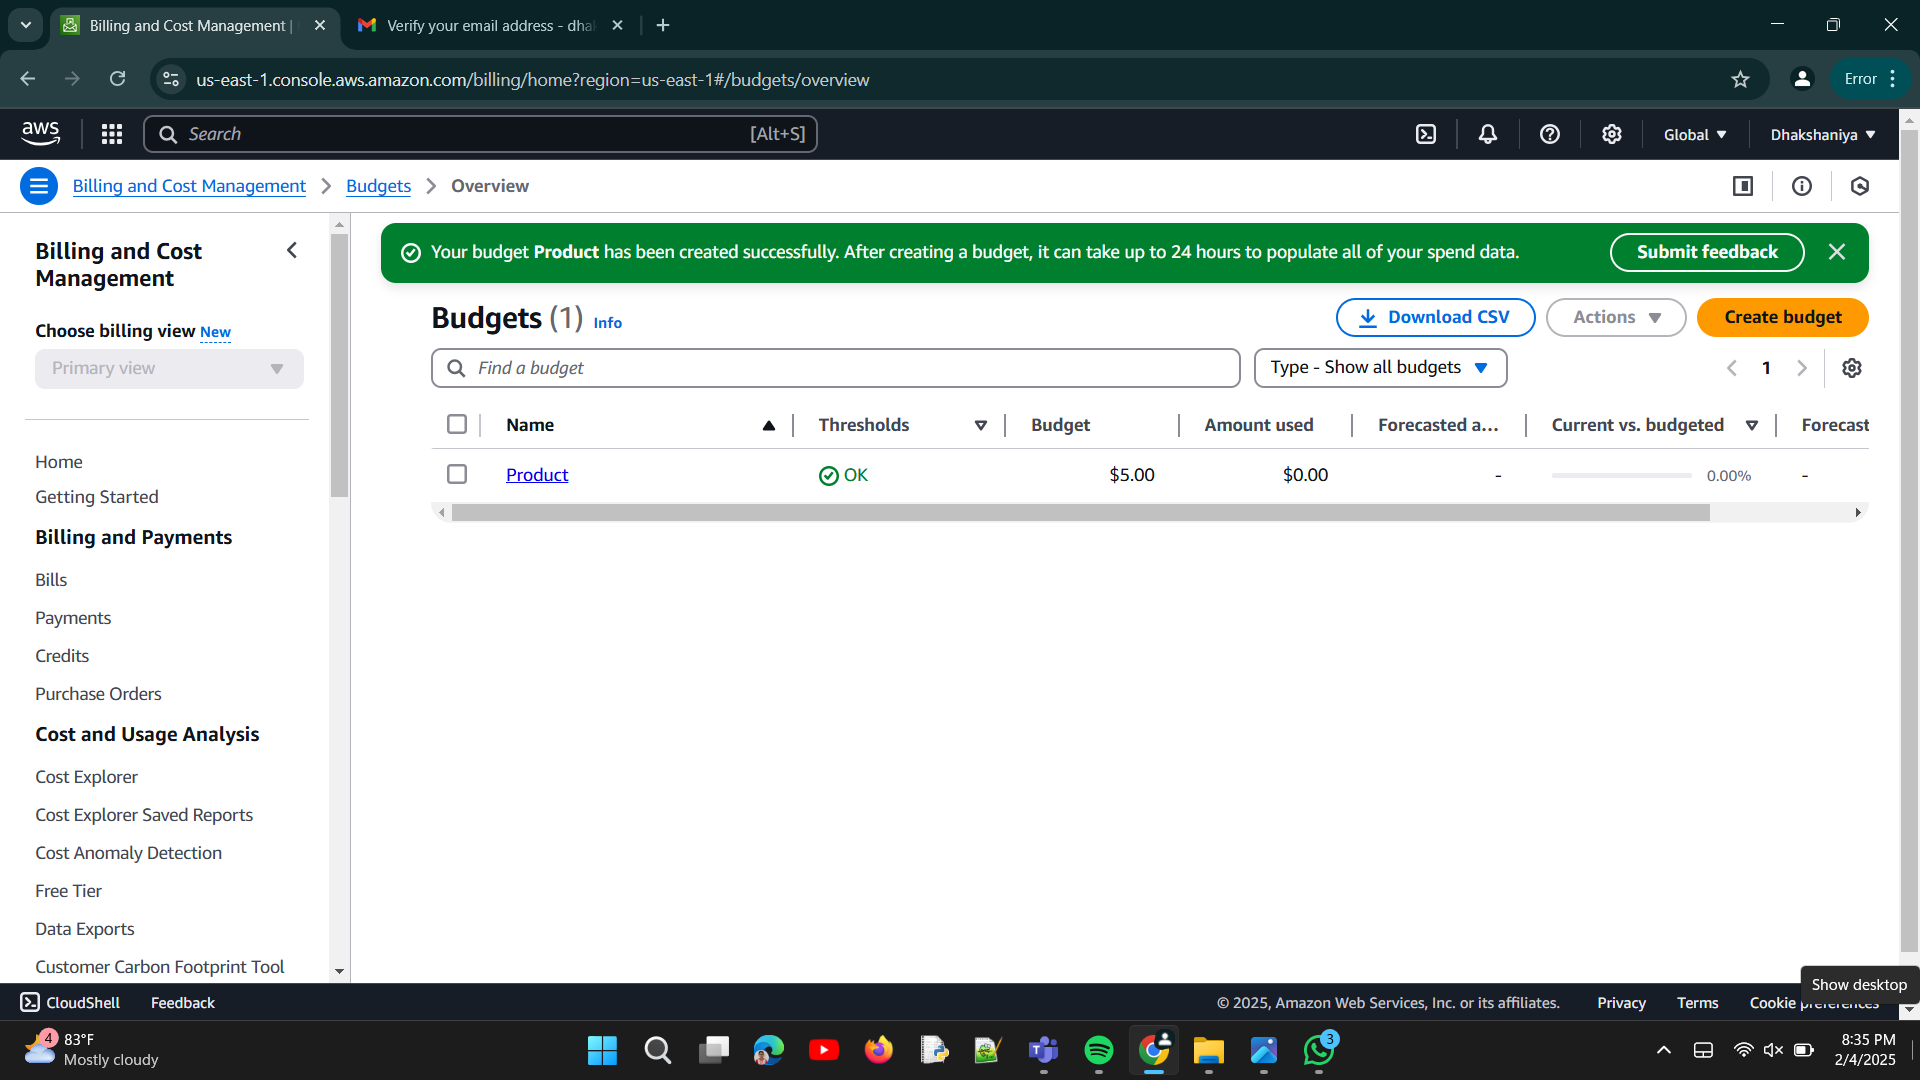 Billing and Cost Management |
Verify your email address - dhak
us-east-1.console.aws.amazon.com/billing/home?region=us-east-1#/budgets/overview
Error
aws
Search
[Alt+S]
Global
Dhakshaniya
Billing and Cost Management
Budgets
Overview
Billing and Cost
Management
Choose billing view New
Primary view
Home
Getting Started
Billing and Payments
Bills
Payments
Credits
Purchase Orders
Cost and Usage Analysis
Cost Explorer
Cost Explorer Saved Reports
Cost Anomaly Detection
Free Tier
Data Exports
Customer Carbon Footprint Tool
Your budget Product has been created successfully. After creating a budget, it can take up to 24 hours to populate all of your spend data.
Submit feedback
Budgets (1) Info
Download CSV
Actions
Create budget
Find a budget
Type - Show all budgets
1
Name Thresholds Budget Amount used Forecasted a... Current vs. budgeted Forecast
Product OK $5.00 $0.00 - 0.00% -
Show desktop
CloudShell Feedback
© 2025, Amazon Web Services, Inc. or its affiliates. Privacy Terms Cookie preferences
4
83°F
Mostly cloudy
3
8:35 PM
2/4/2025